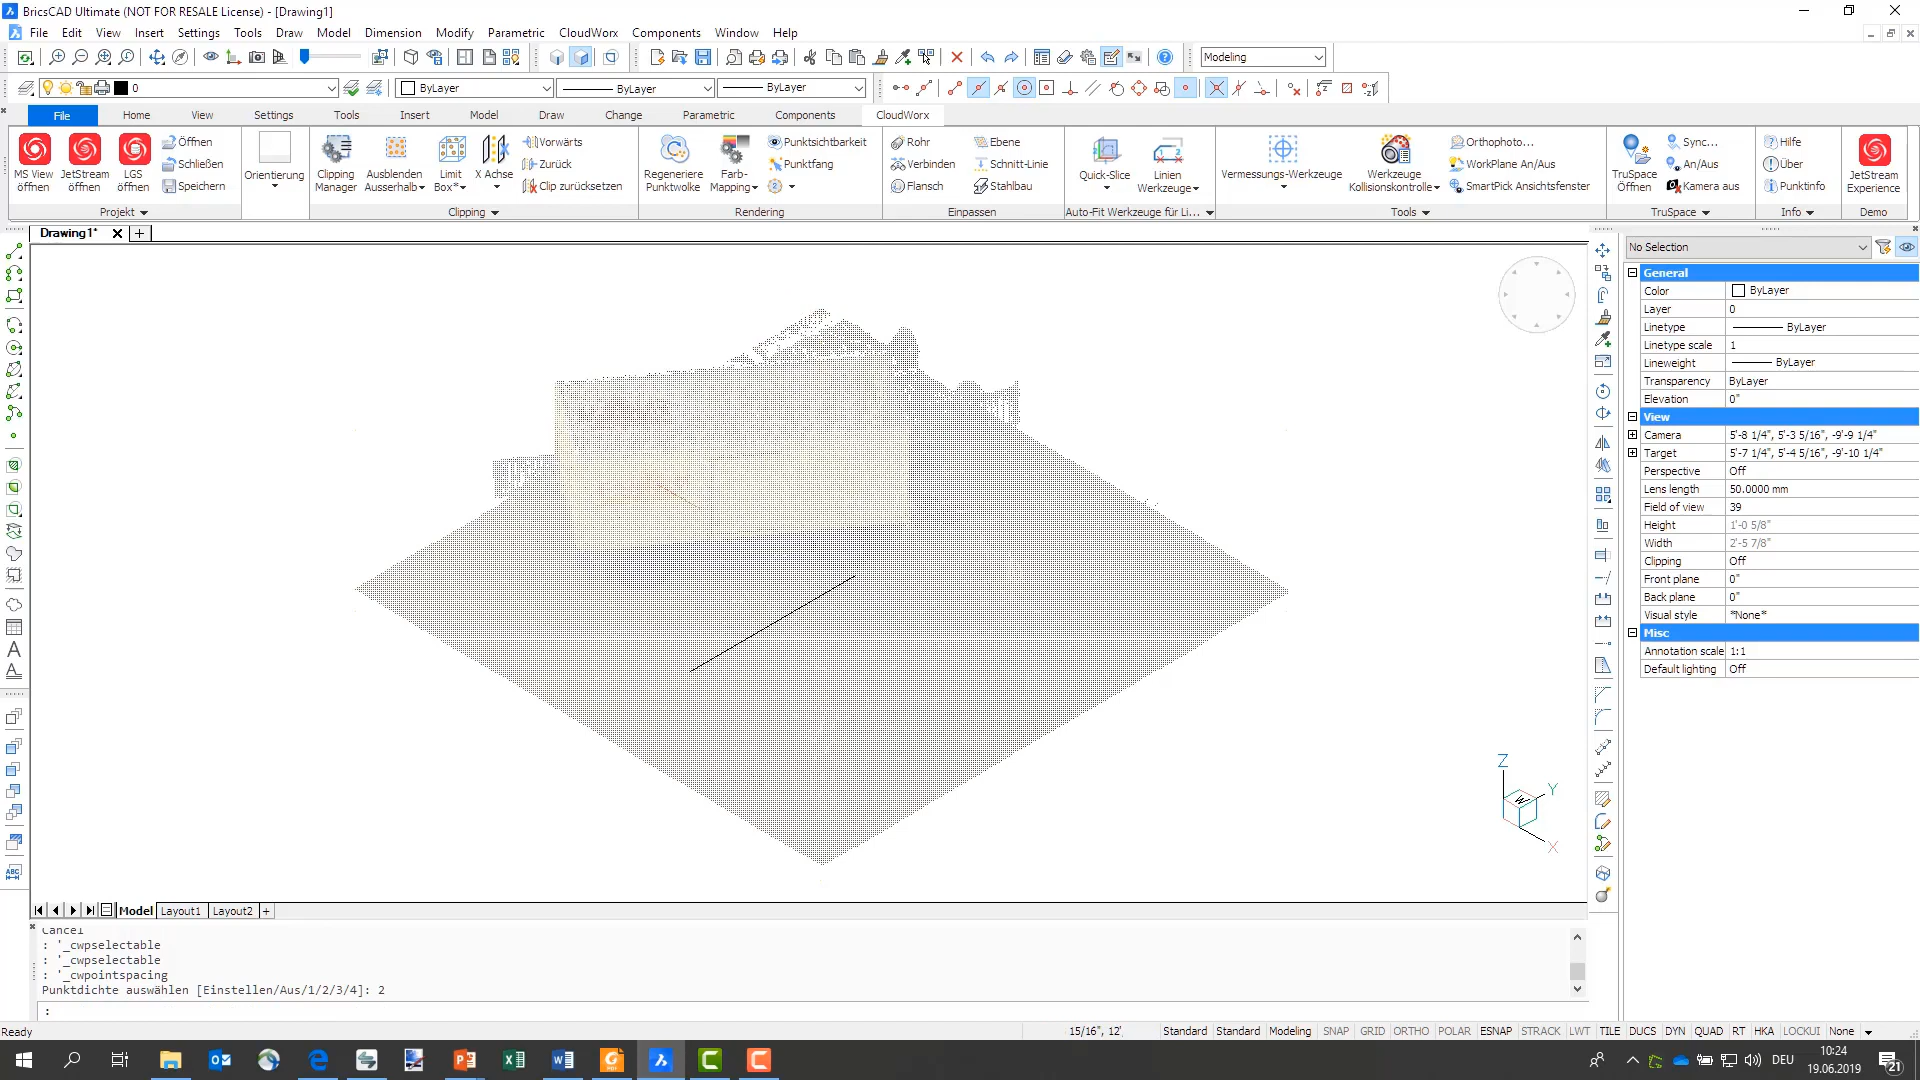 BricsCAD Ultimate (NOT FOR RESALE License) - [Drawing1]
File Edit View Insert Settings Tools Draw Model Dimension Modify Parametric CloudWorx Components Window Help
Modeling
0 ByLayer ByLayer ByLayer
File Home View Settings Tools Insert Model Draw Change Parametric Components CloudWorx
MS View öffnen
JetStream öffnen
LGS öffnen
Öffnen
Schließen
Speichern
Projekt
Orientierung
Clipping Manager
Ausblenden Ausserhalb
Limit Box*
X Achse
Vorwärts
Zurück
Clip zurücksetzen
Clipping
Regeneriere Punktwolke
Farb-Mapping
Punktsichtbarkeit
Punktfang
2
Rendering
Rohr
Verbinden
Flansch
Ebene
Schnitt-Linie
Stahlbau
Einpassen
Quick-Slice
Linien Werkzeuge
Auto-Fit Werkzeuge für Li...
Vermessungs-Werkzeuge
Werkzeuge Kollisionskontrolle
Orthophoto...
WorkPlane An/Aus
SmartPick Ansichtsfenster
Tools
TruSpace Öffnen
Sync...
An/Aus
Kamera aus
TruSpace
Hilfe
Über
Punktinfo
Info
JetStream Experience
Demo
Drawing1*
No Selection
General
Color ByLayer
Layer 0
Linetype ByLayer
Linetype scale 1
Lineweight ByLayer
Transparency ByLayer
Elevation 0"
View
Camera 5'-8 1/4", 5'-3 5/16", -9'-9 1/4"
Target 5'-7 1/4", 5'-4 5/16", -9'-10 1/4"
Perspective Off
Lens length 50.0000 mm
Field of view 39
Height 1'-0 5/8"
Width 2'-5 7/8"
Clipping Off
Front plane 0"
Back plane 0"
Visual style *None*
Misc
Annotation scale 1:1
Default lighting Off
Z
Y
W
X
Model Layout1 Layout2
Cancel
: '_cwpselectable
: '_cwpselectable
: '_cwpointspacing
Punktdichte auswählen [Einstellen/Aus/1/2/3/4]: 2
:
Ready
15/16", 12' Standard Standard Modeling SNAP GRID ORTHO POLAR ESNAP STRACK LWT TILE DUCS DYN QUAD RT HKA LOCKUI None
DEU
10:24
19.06.2019
21